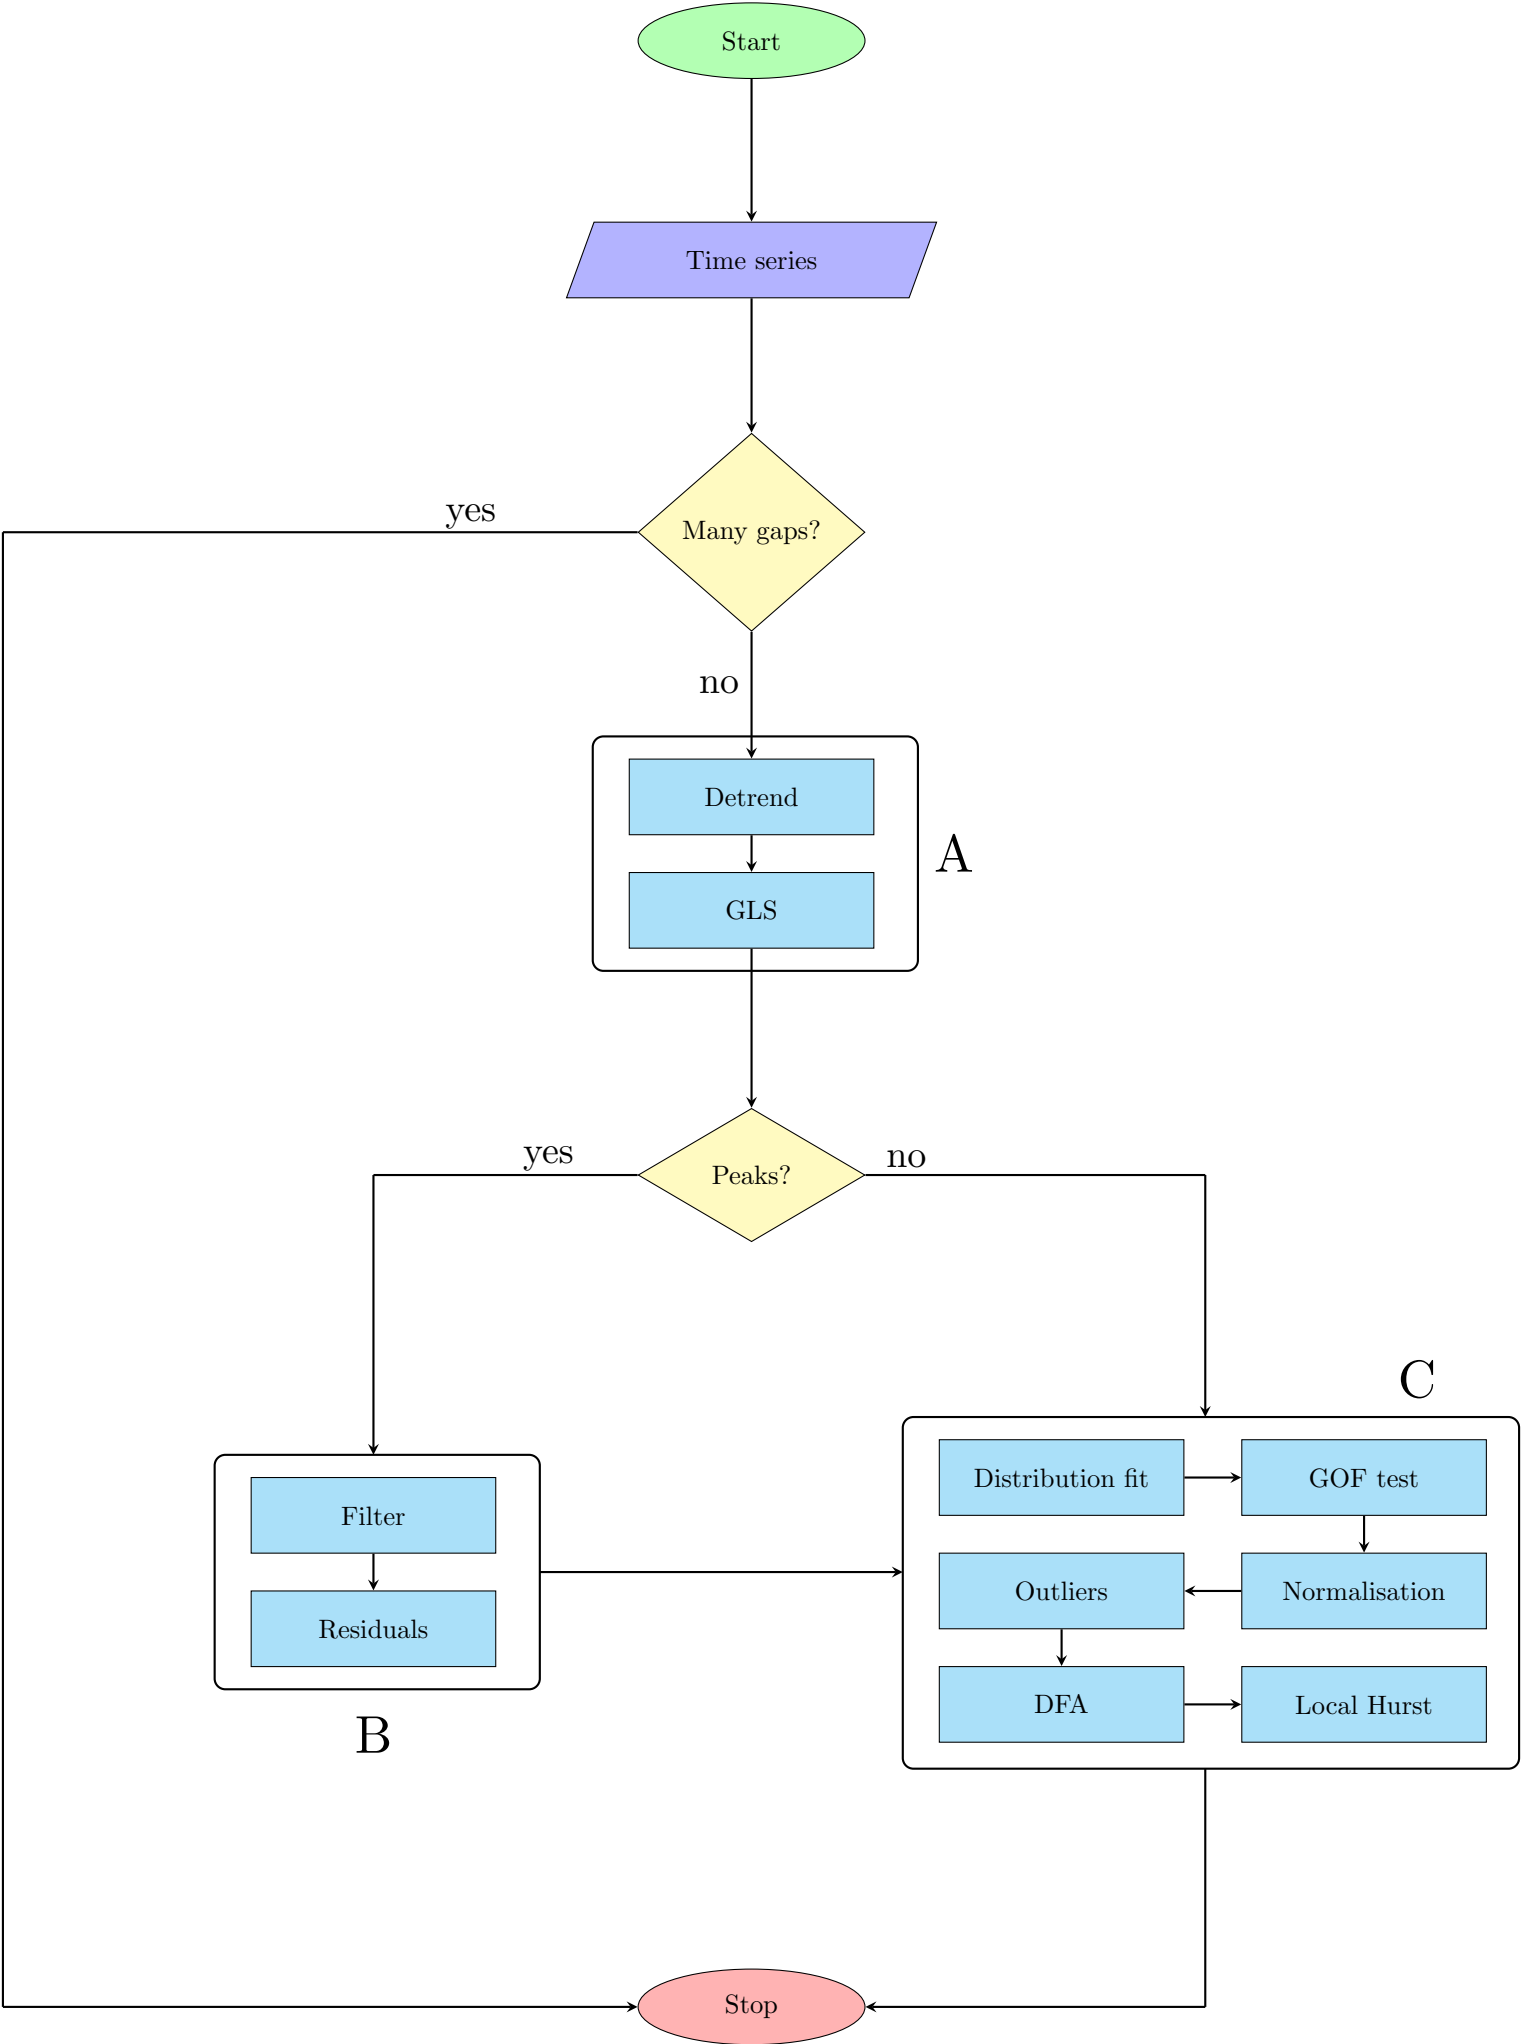 Start
Time series
yes
Many gaps?
no
Detrend
A
GLS
yes
Peaks?
no
C
Distribution fit
GOF test
Filter
Outliers
Normalisation
Residuals
DFA
Local Hurst
B
Stop